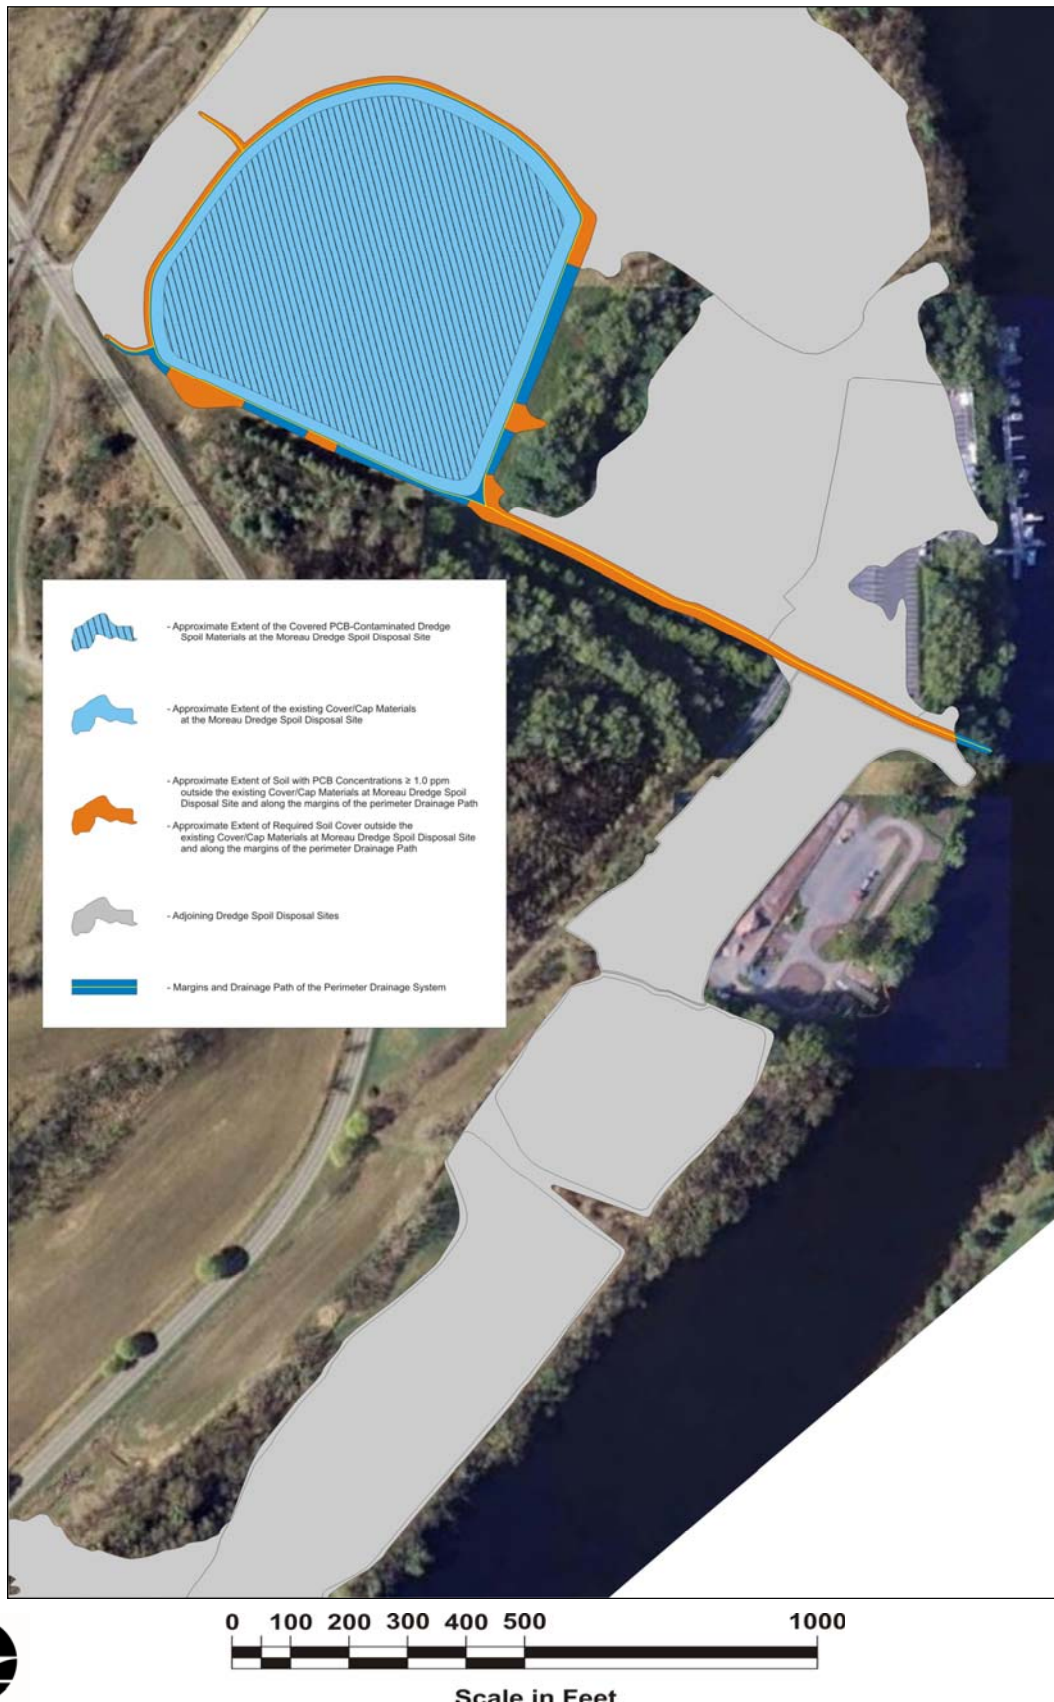 - Approximate Extent of the Covered PCB-Contaminated Dredge
Spoil Materials at the Moreau Dredge Spoil Disposal Site
- Approximate Extent of the existing Cover/Cap Materials
at the Moreau Dredge Spoil Disposal Site
- Approximate Extent of Soil with PCB Concentrations ≥ 1.0 ppm
outside the existing Cover/Cap Materials at Moreau Dredge Spoil
Disposal Site and along the margins of the perimeter Drainage Path
- Approximate Extent of Required Soil Cover outside the
existing Cover/Cap Materials at Moreau Dredge Spoil Disposal Site
and along the margins of the perimeter Drainage Path
- Adjoining Dredge Spoil Disposal Sites
- Margins and Drainage Path of the Perimeter Drainage System
0 100 200 300 400 500 1000
Scale in Feet